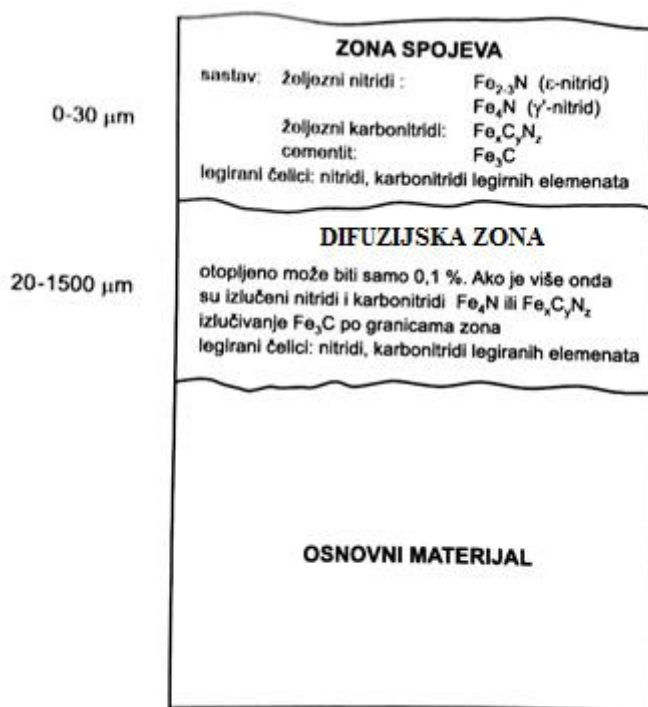 ZONA SPOJEVA
sastav: željezni nitridi : Fe₂₋₃N (ε-nitrid)
0-30 μm
Fe₄N (γ'-nitrid)
željezni karbonitridi: FeₓCᵧN_z
cementit: Fe₃C
legirani čelici: nitridi, karbonitridi legirnih elemenata
DIFUZIJSKA ZONA
20-1500 μm
otopljeno može biti samo 0,1 %. Ako je više onda
su izlučeni nitridi i karbonitridi Fe₄N ili FeₓCᵧN_z
izlučivanje Fe₃C po granicama zona
legirani čelici: nitridi, karbonitridi legiranih elemenata
OSNOVNI MATERIJAL